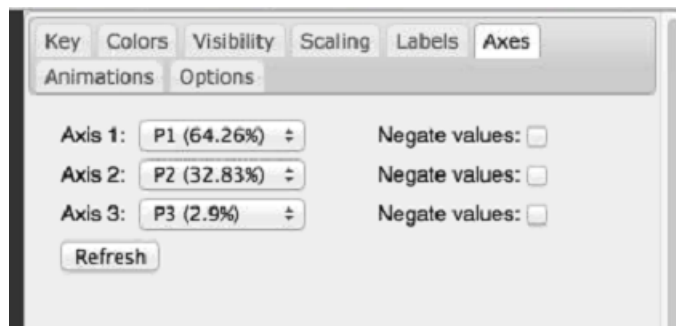 Key Colors Visibility Scaling Labels Axes
Animations Options
Axis 1: P1 (64.26%) Negate values:
Axis 2: P2 (32.83%) Negate values:
Axis 3: P3 (2.9%) Negate values:
Refresh